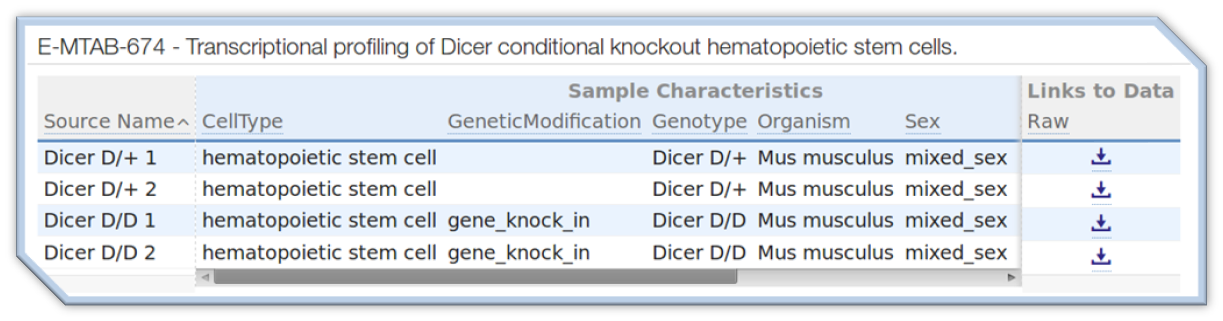 E-MTAB-674 - Transcriptional profiling of Dicer conditional knockout hematopoietic stem cells.
Sample Characteristics Links to Data
Source Name CellType GeneticModification Genotype Organism Sex Raw
Dicer D/+ 1 hematopoietic stem cell Dicer D/+ Mus musculus mixed_sex
Dicer D/+ 2 hematopoietic stem cell Dicer D/+ Mus musculus mixed_sex
Dicer D/D 1 hematopoietic stem cell gene_knock_in Dicer D/D Mus musculus mixed_sex
Dicer D/D 2 hematopoietic stem cell gene_knock_in Dicer D/D Mus musculus mixed_sex